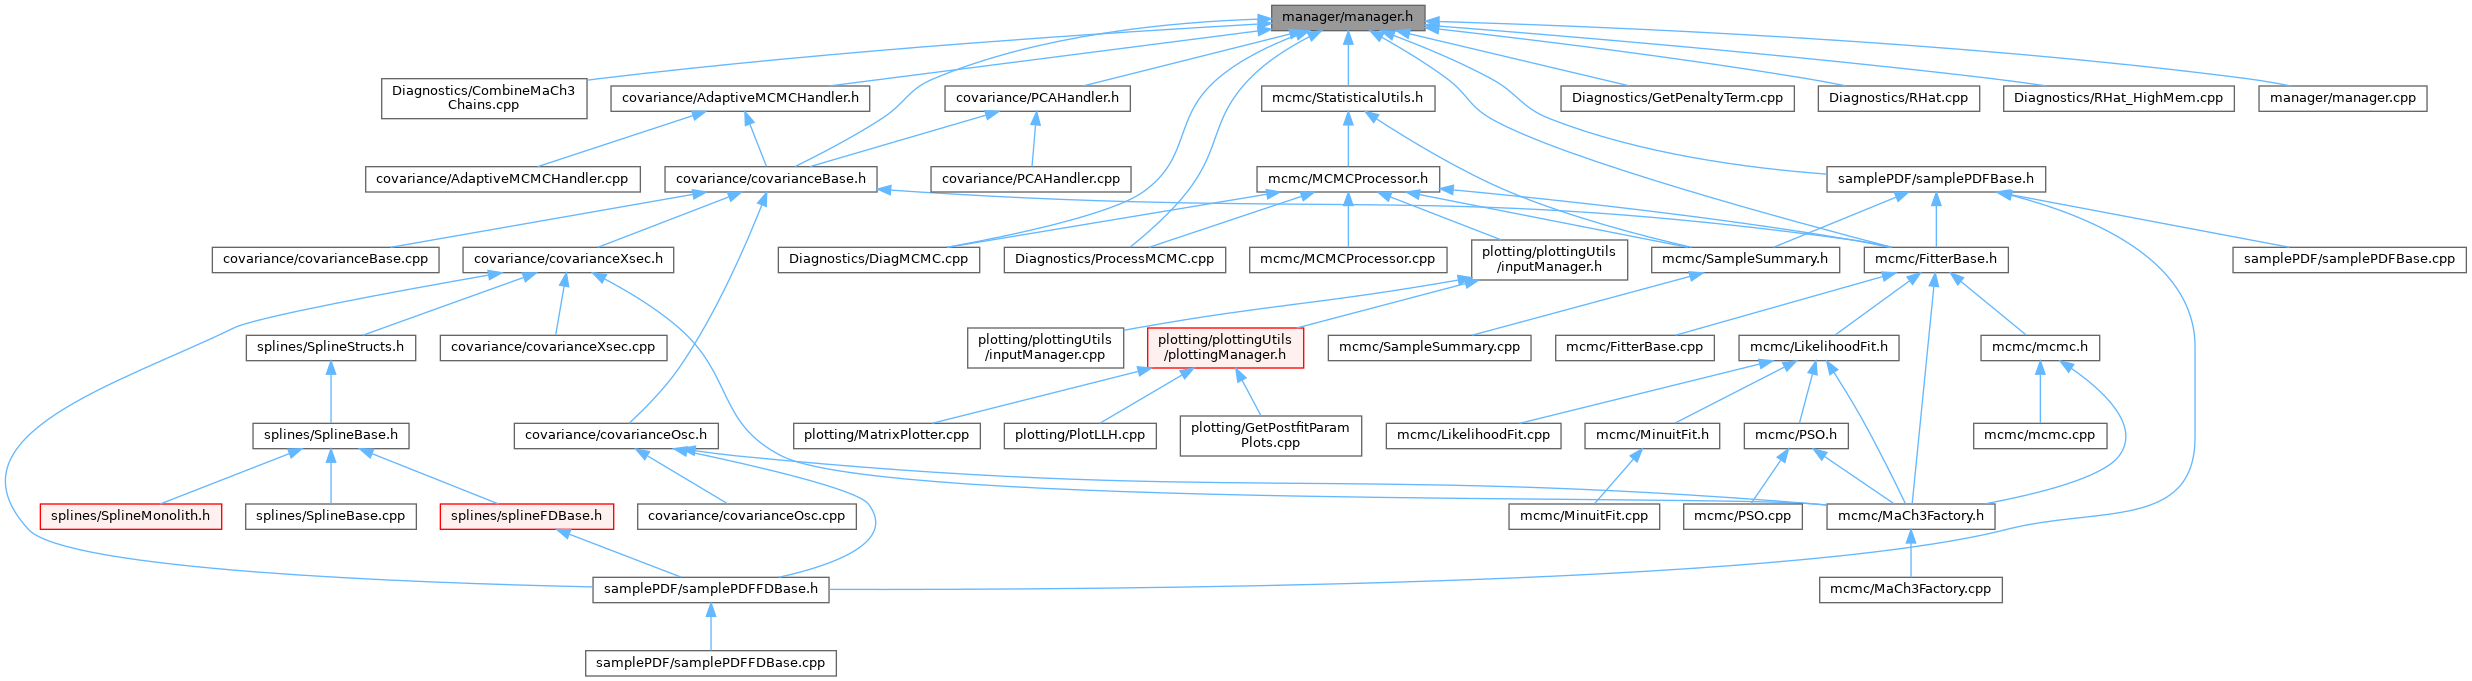 manager/manager.h
Diagnostics/CombineMaCh3
Chains.cpp
covariance/AdaptiveMCMCHandler.h
covariance/PCAHandler.h
mcmc/StatisticalUtils.h
Diagnostics/GetPenaltyTerm.cpp
Diagnostics/RHat.cpp
Diagnostics/RHat_HighMem.cpp
manager/manager.cpp
covariance/AdaptiveMCMCHandler.cpp
covariance/covarianceBase.h
covariance/PCAHandler.cpp
mcmc/MCMCProcessor.h
samplePDF/samplePDFBase.h
covariance/covarianceBase.cpp
covariance/covarianceXsec.h
Diagnostics/DiagMCMC.cpp
Diagnostics/ProcessMCMC.cpp
mcmc/MCMCProcessor.cpp
plotting/plottingUtils
/inputManager.h
mcmc/SampleSummary.h
mcmc/FitterBase.h
samplePDF/samplePDFBase.cpp
splines/SplineStructs.h
covariance/covarianceXsec.cpp
plotting/plottingUtils
/inputManager.cpp
plotting/plottingUtils
/plottingManager.h
mcmc/SampleSummary.cpp
mcmc/FitterBase.cpp
mcmc/LikelihoodFit.h
mcmc/mcmc.h
splines/SplineBase.h
covariance/covarianceOsc.h
plotting/MatrixPlotter.cpp
plotting/PlotLLH.cpp
plotting/GetPostfitParam
Plots.cpp
mcmc/LikelihoodFit.cpp
mcmc/MinuitFit.h
mcmc/PSO.h
mcmc/mcmc.cpp
splines/SplineMonolith.h
splines/SplineBase.cpp
splines/splineFDBase.h
covariance/covarianceOsc.cpp
mcmc/MinuitFit.cpp
mcmc/PSO.cpp
mcmc/MaCh3Factory.h
samplePDF/samplePDFFDBase.h
mcmc/MaCh3Factory.cpp
samplePDF/samplePDFFDBase.cpp